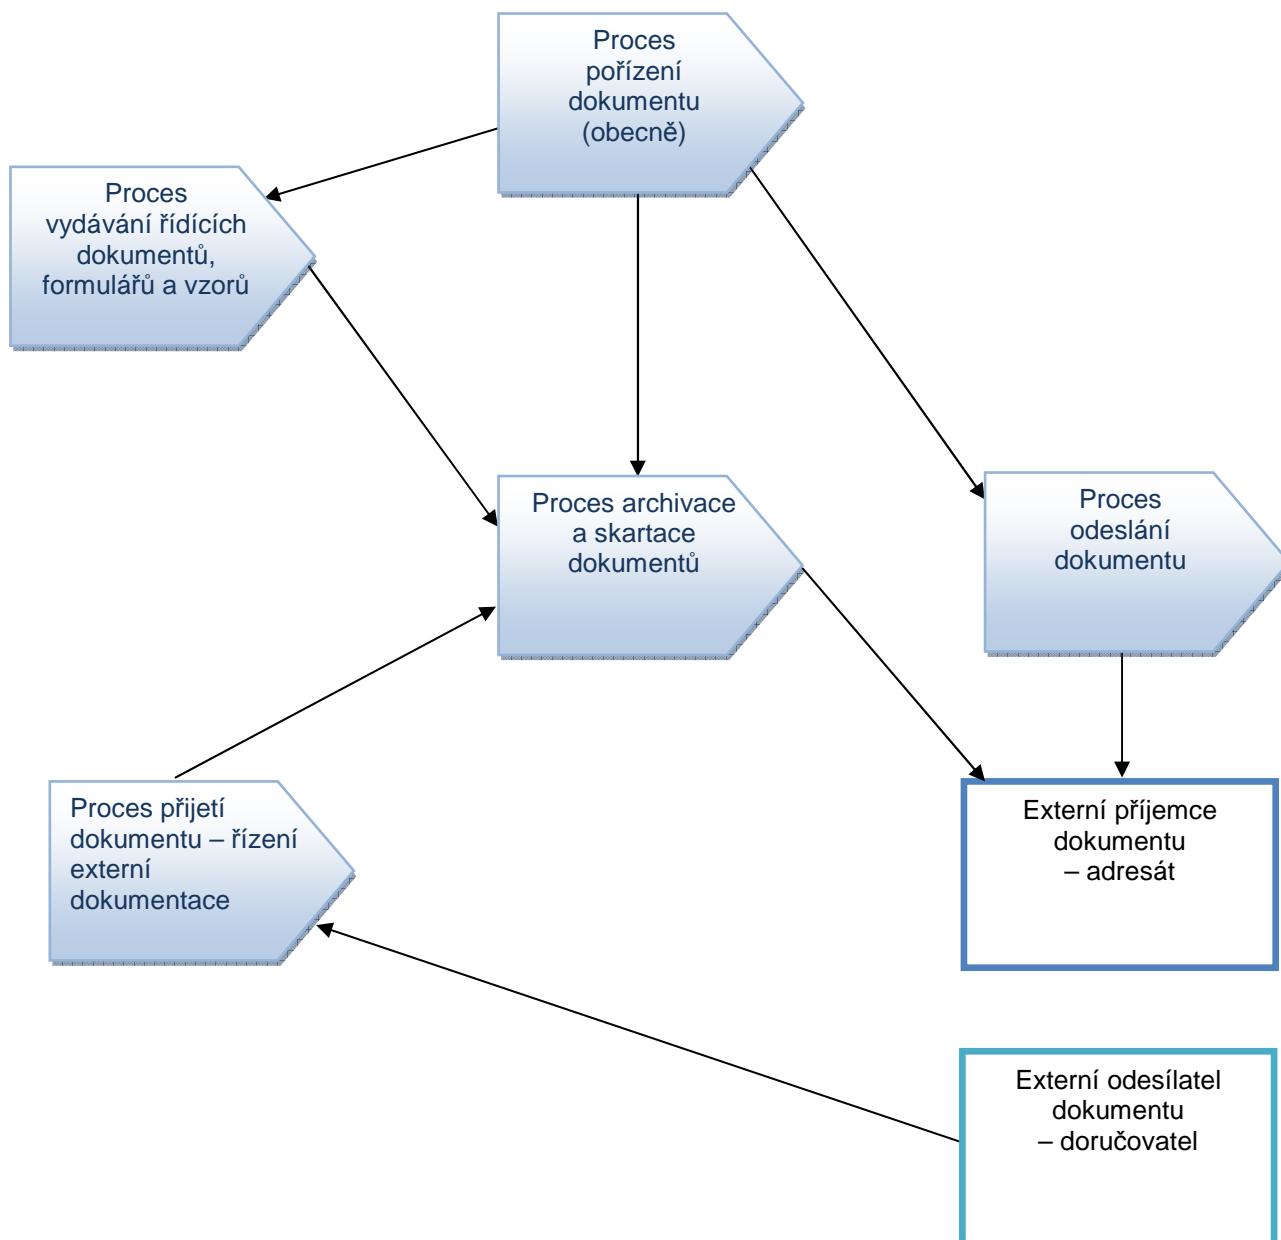 Proces
pořízení
dokumentu
(obecně)
Proces
vydávání řídících
dokumentů,
formulářů a vzorů
Proces archivace
a skartace
dokumentů
Proces
odeslání
dokumentu
Proces přijetí
dokumentu – řízení
externí
dokumentace
Externí příjemce
dokumentu
– adresát
Externí odesílatel
dokumentu
– doručovatel